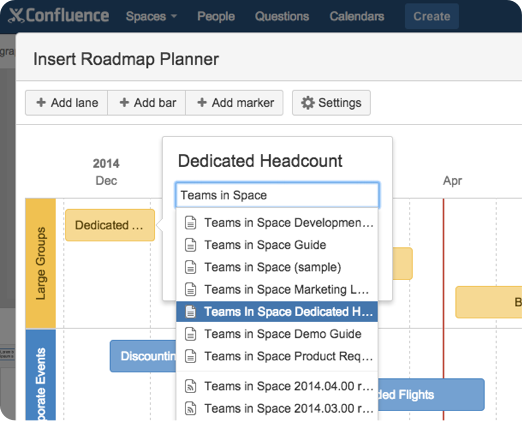 Confluence Spaces People Questions Calendars Create
Insert Roadmap Planner
+ Add lane + Add bar + Add marker Settings
Dedicated Headcount
2014
Dec
Apr
Teams in Space
Large Groups
Dedicated ...
Teams in Space Developmen...
Teams in Space Guide
Teams in Space (sample)
Teams in Space Marketing L...
Teams In Space Dedicated H...
B
Teams in Space Demo Guide
Teams in Space Product Req...
porate Events
Discountin
Teams in Space 2014.04.00 r...
ded Flights
Teams in Space 2014.03.00 r...